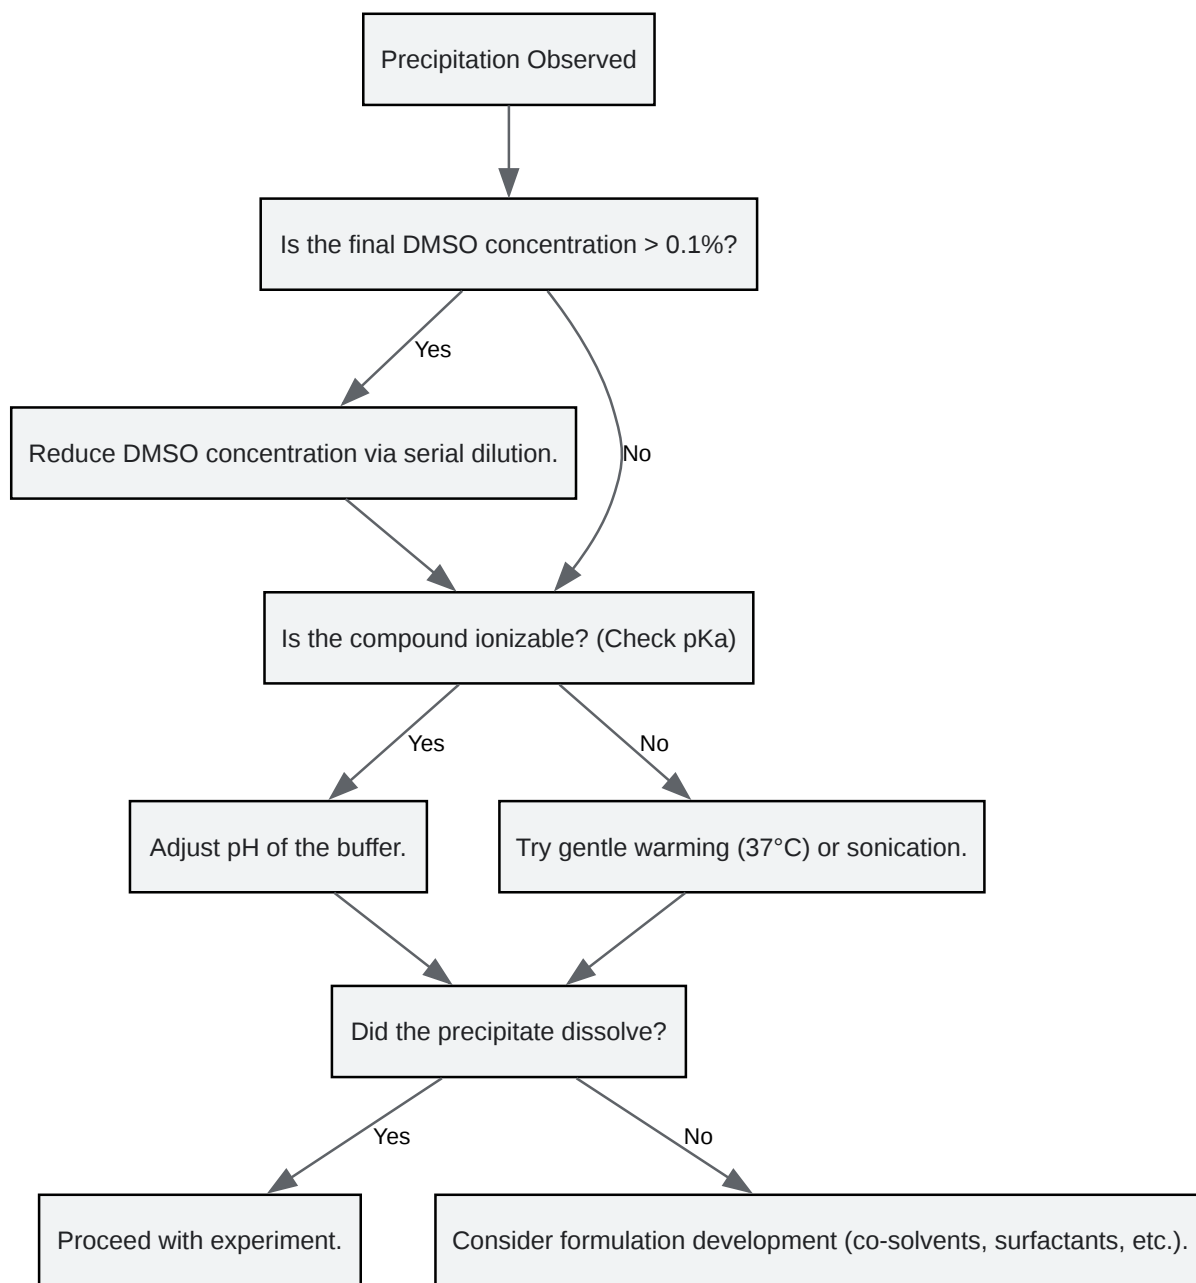 Precipitation Observed
Is the final DMSO concentration > 0.1%?
Yes
Reduce DMSO concentration via serial dilution.
No
Is the compound ionizable? (Check pKa)
Yes
No
Adjust pH of the buffer.
Try gentle warming (37°C) or sonication.
Did the precipitate dissolve?
Yes
No
Proceed with experiment.
Consider formulation development (co-solvents, surfactants, etc.).